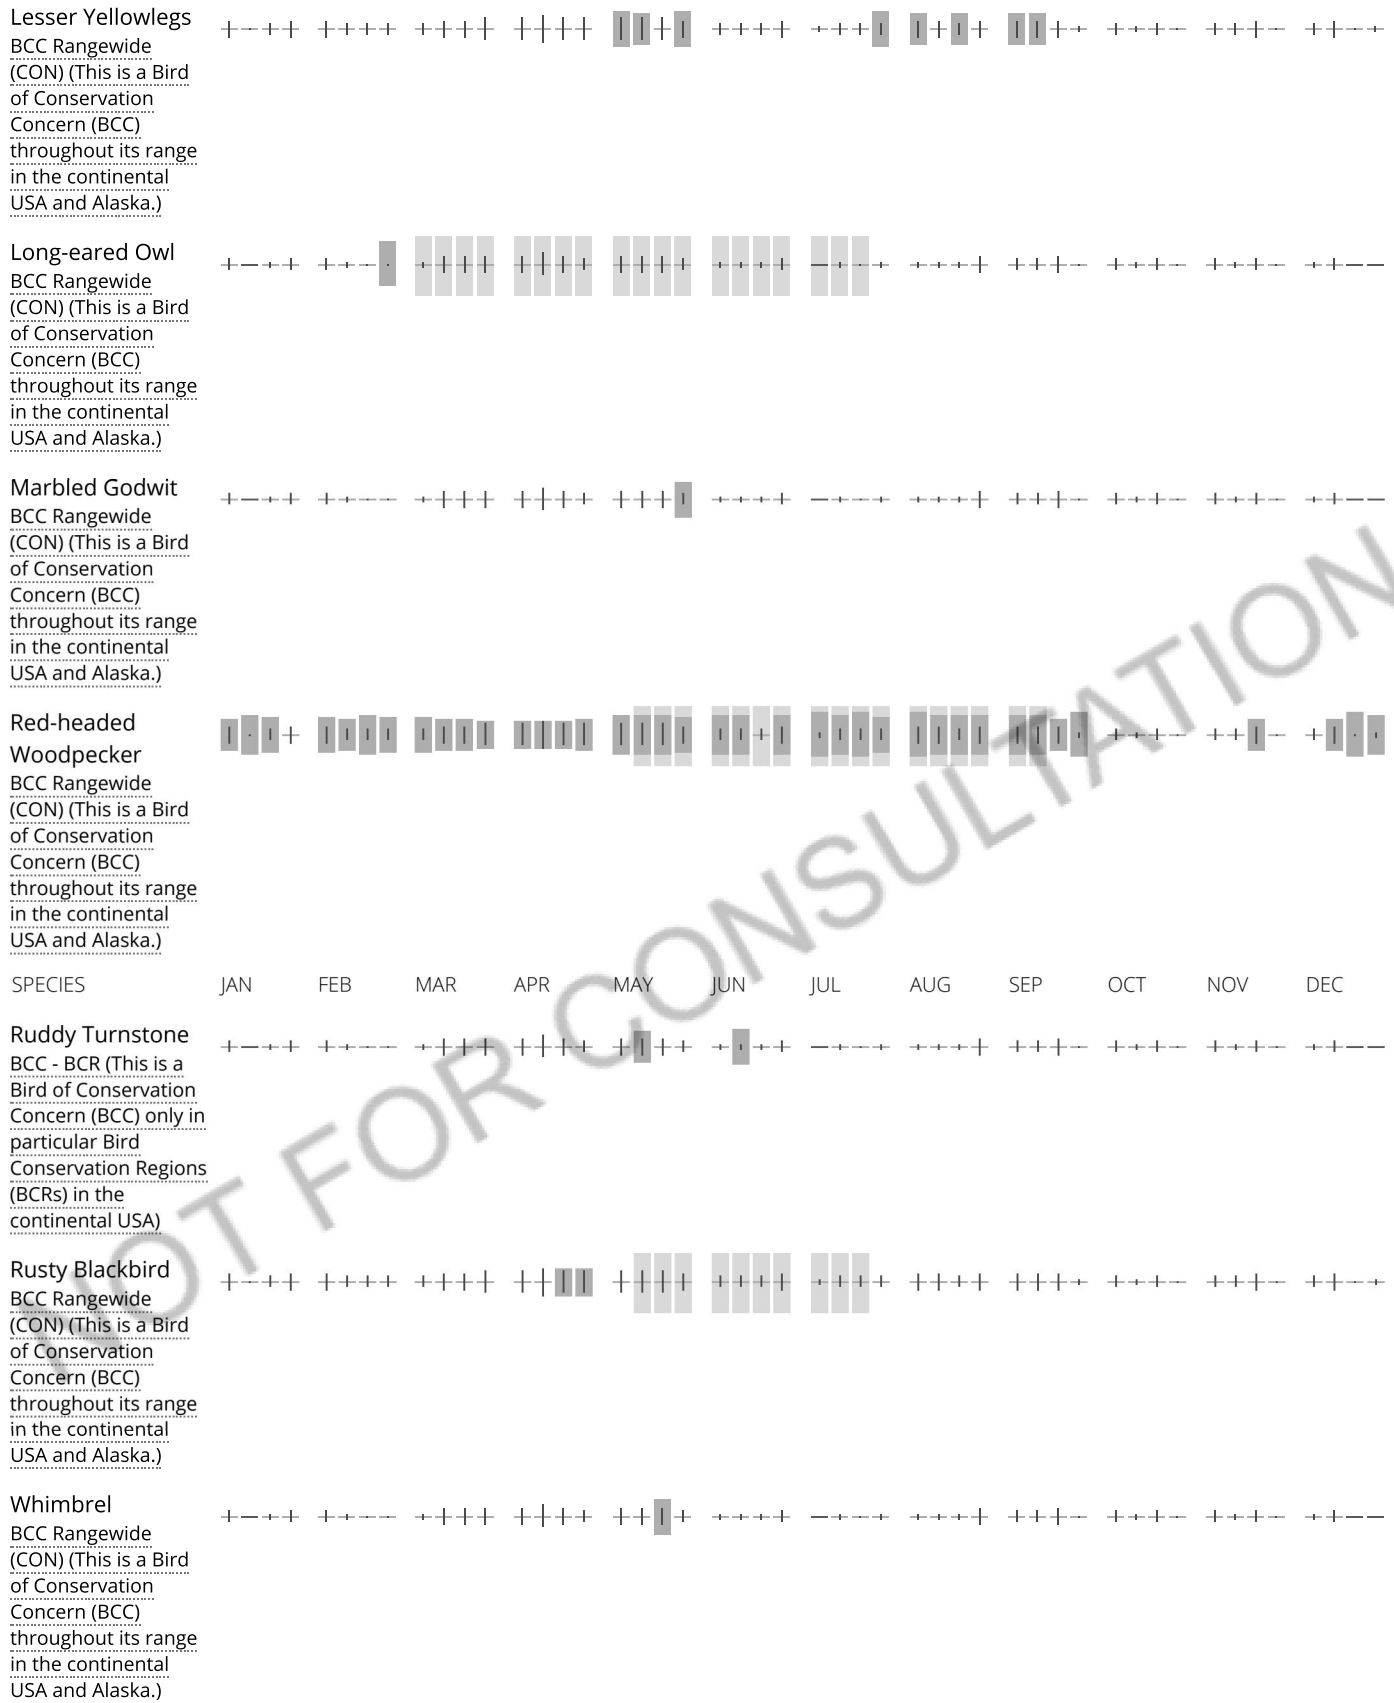 Lesser Yellowlegs
BCC Rangewide
(CON) (This is a Bird
of Conservation
Concern (BCC)
throughout its range
in the continental
USA and Alaska.)
Long-eared Owl
BCC Rangewide
(CON) (This is a Bird
of Conservation
Concern (BCC)
throughout its range
in the continental
USA and Alaska.)
Marbled Godwit
BCC Rangewide
(CON) (This is a Bird
of Conservation
Concern (BCC)
throughout its range
in the continental
USA and Alaska.)
Red-headed
Woodpecker
BCC Rangewide
(CON) (This is a Bird
of Conservation
Concern (BCC)
throughout its range
in the continental
USA and Alaska.)
SPECIES JAN FEB MAR APR MAY JUN JUL AUG SEP OCT NOV DEC
Ruddy Turnstone
BCC - BCR (This is a
Bird of Conservation
Concern (BCC) only in
particular Bird
Conservation Regions
(BCRs) in the
continental USA)
Rusty Blackbird
BCC Rangewide
(CON) (This is a Bird
of Conservation
Concern (BCC)
throughout its range
in the continental
USA and Alaska.)
Whimbrel
BCC Rangewide
(CON) (This is a Bird
of Conservation
Concern (BCC)
throughout its range
in the continental
USA and Alaska.)
NOT FOR CONSULTATION